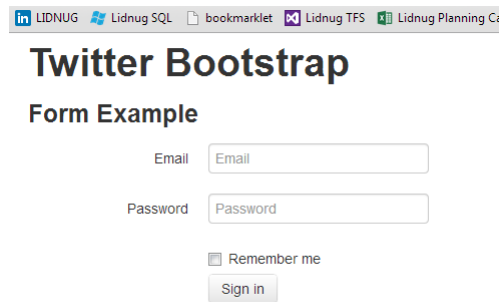 in LIDNUG Lidnug SQL bookmarklet Lidnug TFS Lidnug Planning
Twitter Bootstrap
Form Example
Email Email
Password Password
Remember me
Sign in